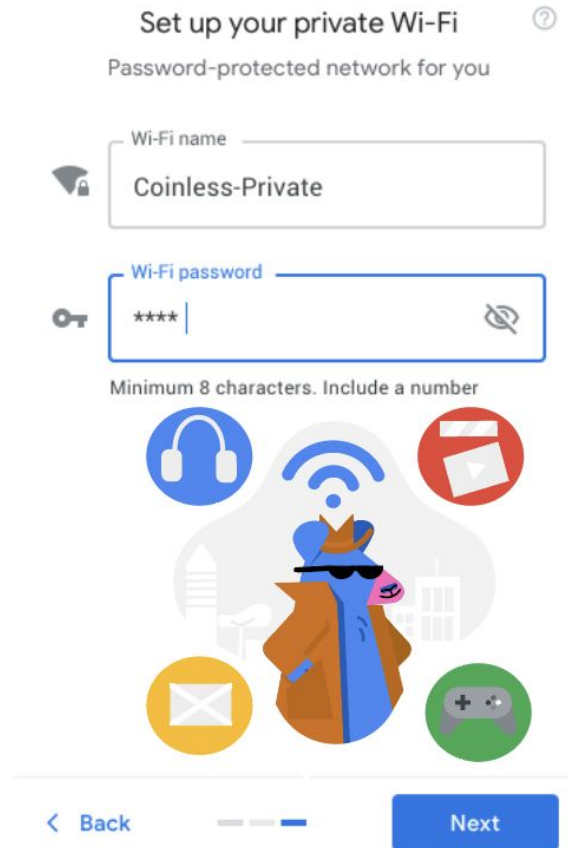 Set up your private Wi-Fi
?
Password-protected network for you
Wi-Fi name
Coinless-Private
Wi-Fi password
****
Minimum 8 characters. Include a number
< Back
Next